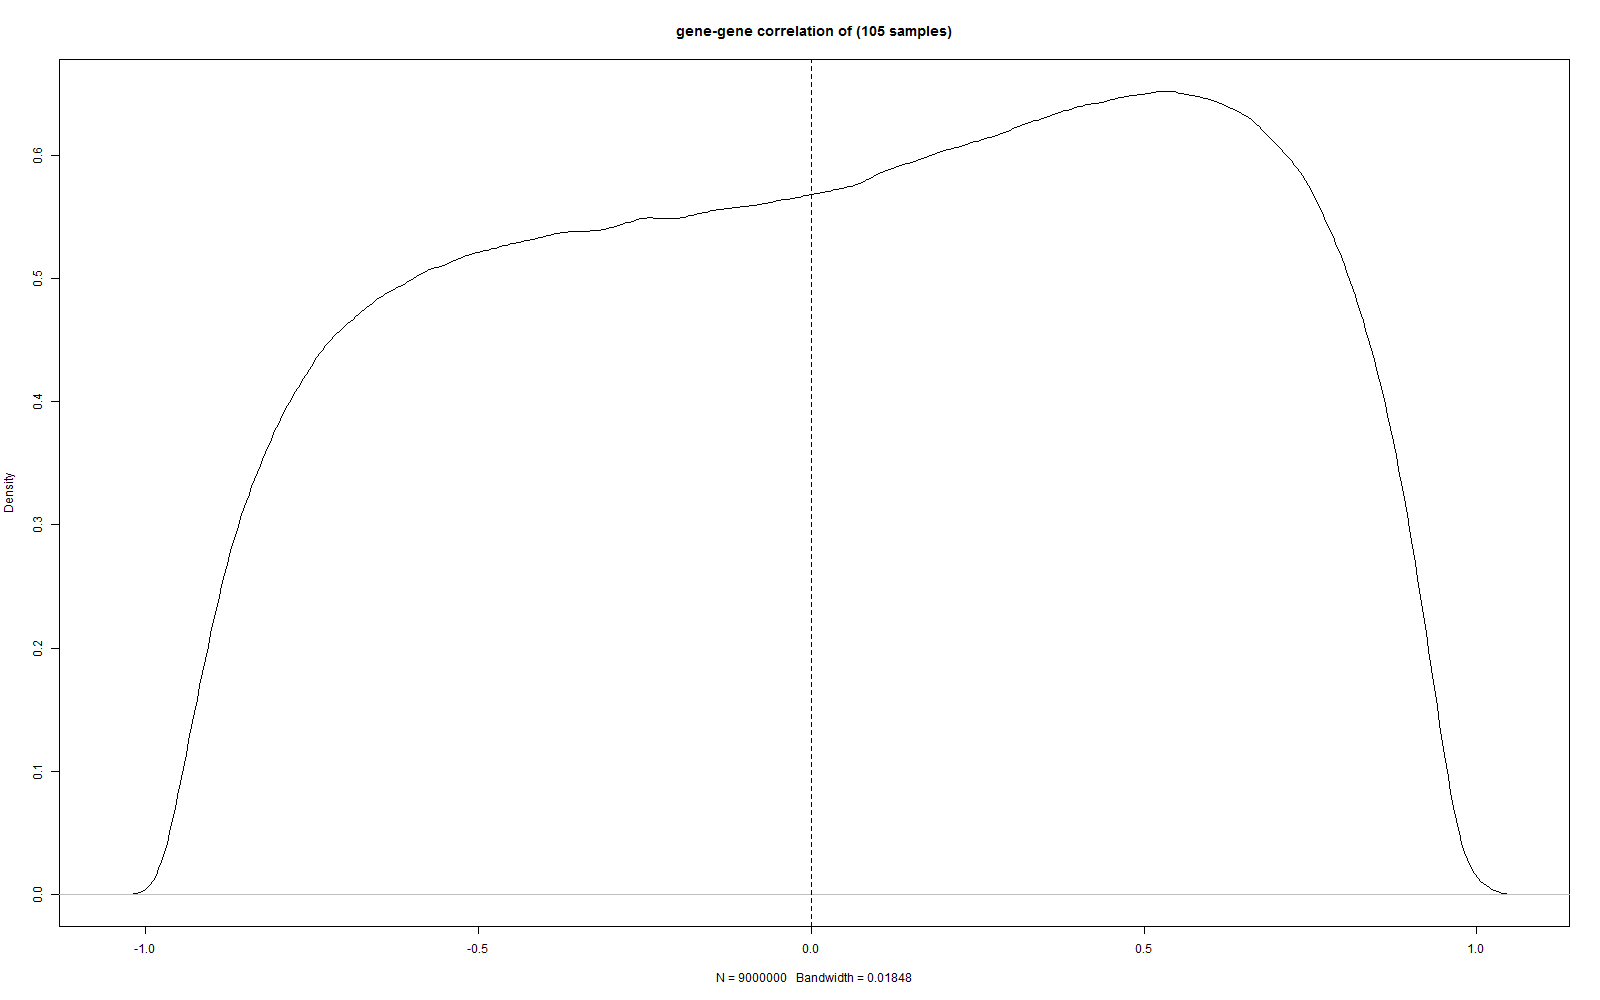 gene-gene correlation of (105 samples)
Density
0.6
0.5
0.4
0.3
0.2
0.1
0.0
-1.0 -0.5 0.0 0.5 1.0
N = 9000000 Bandwidth = 0.01848